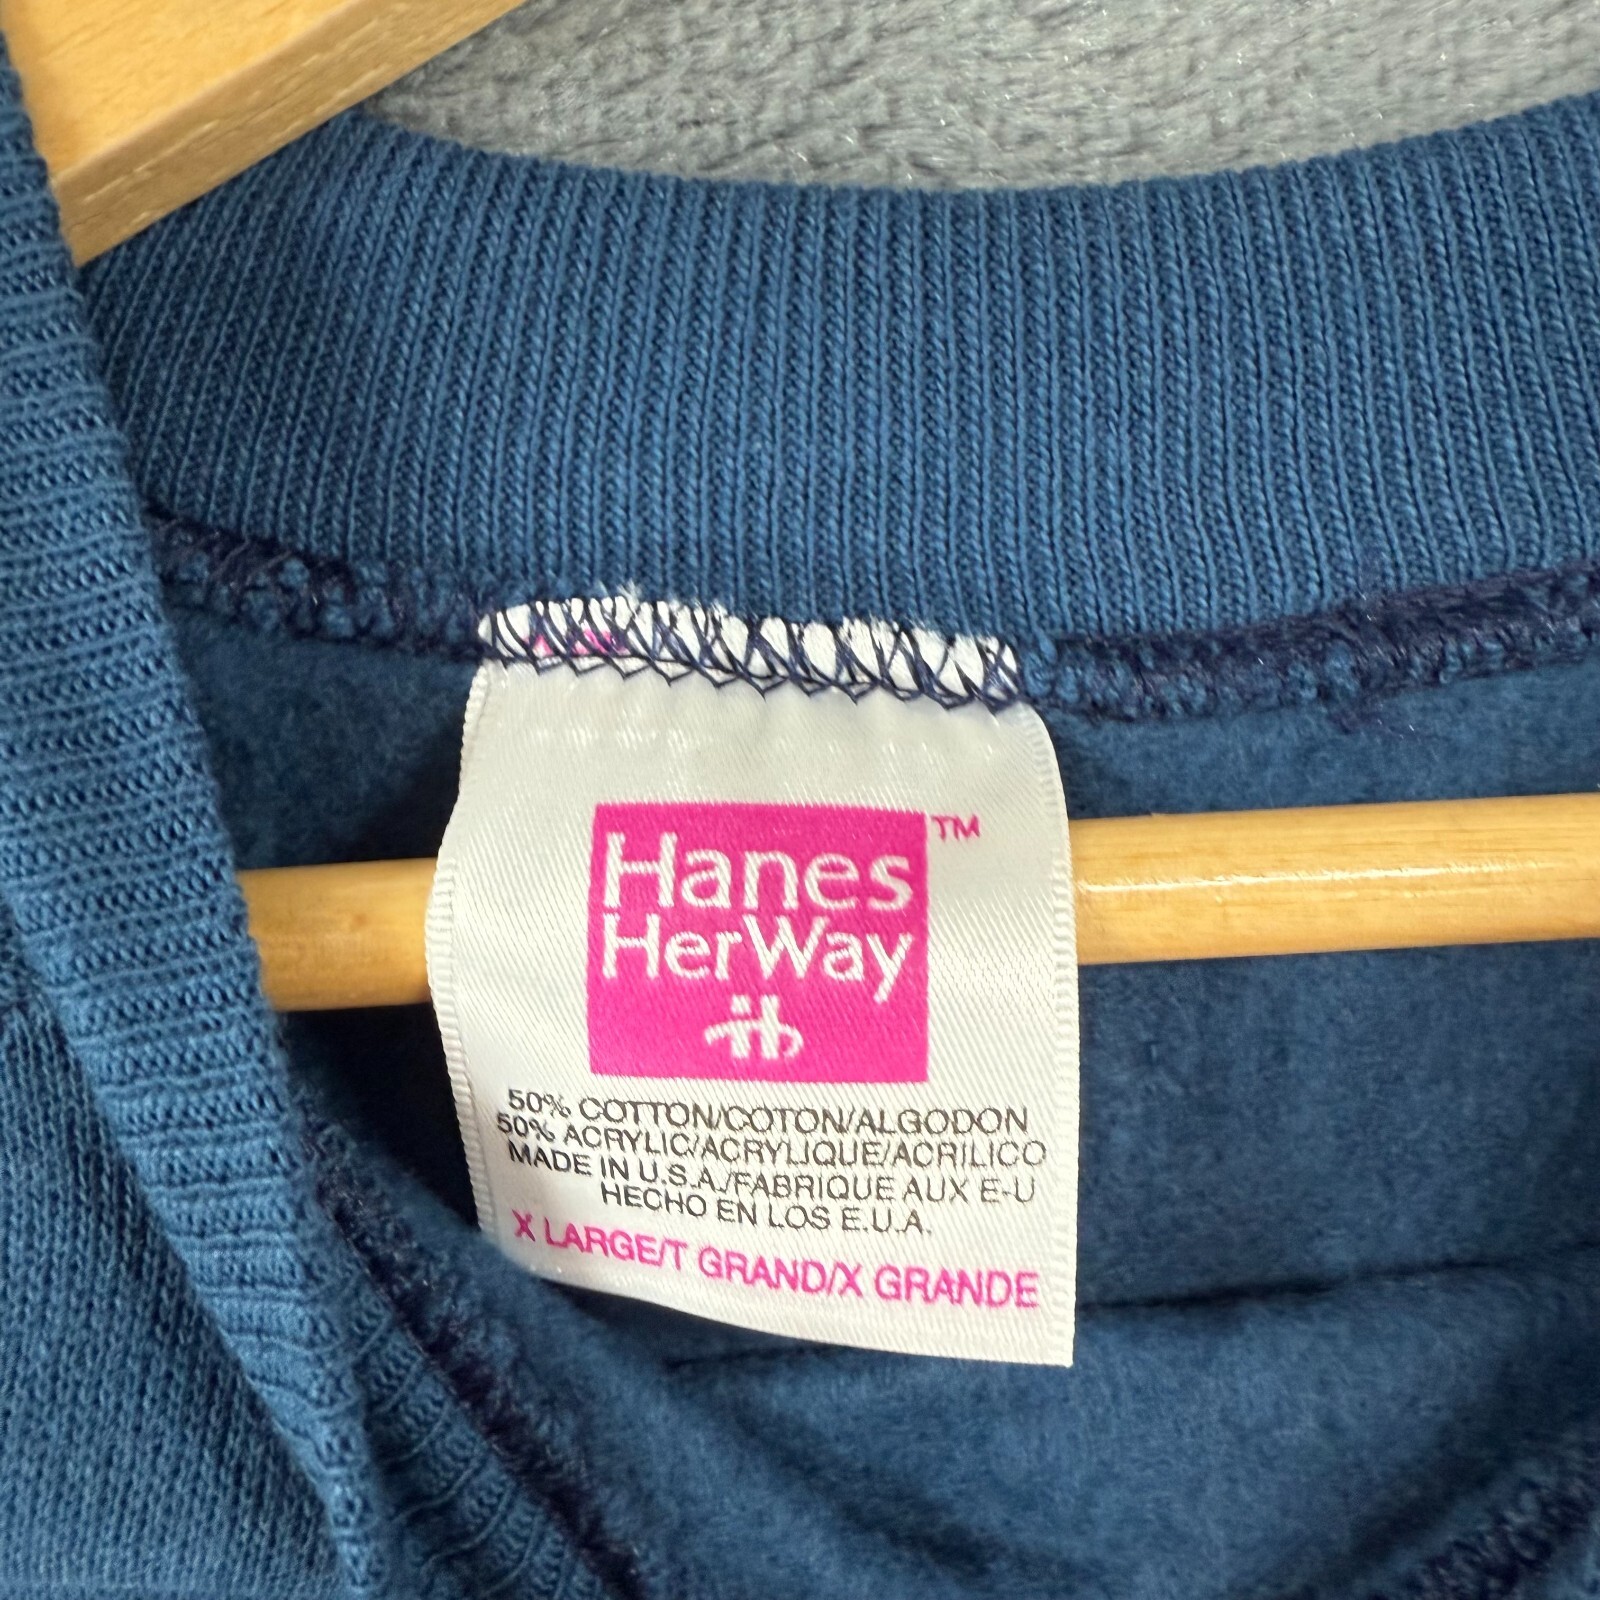 Hanes TM
HerWay
50% COTTON/COTON/ALGODON
50% ACRYLIC/ACRYLIQUE/ACRILICO
MADE IN U.S.A./FABRIQUE AUX E-U
HECHO EN LOS E.U.A.
X LARGE/T GRAND/X GRANDE